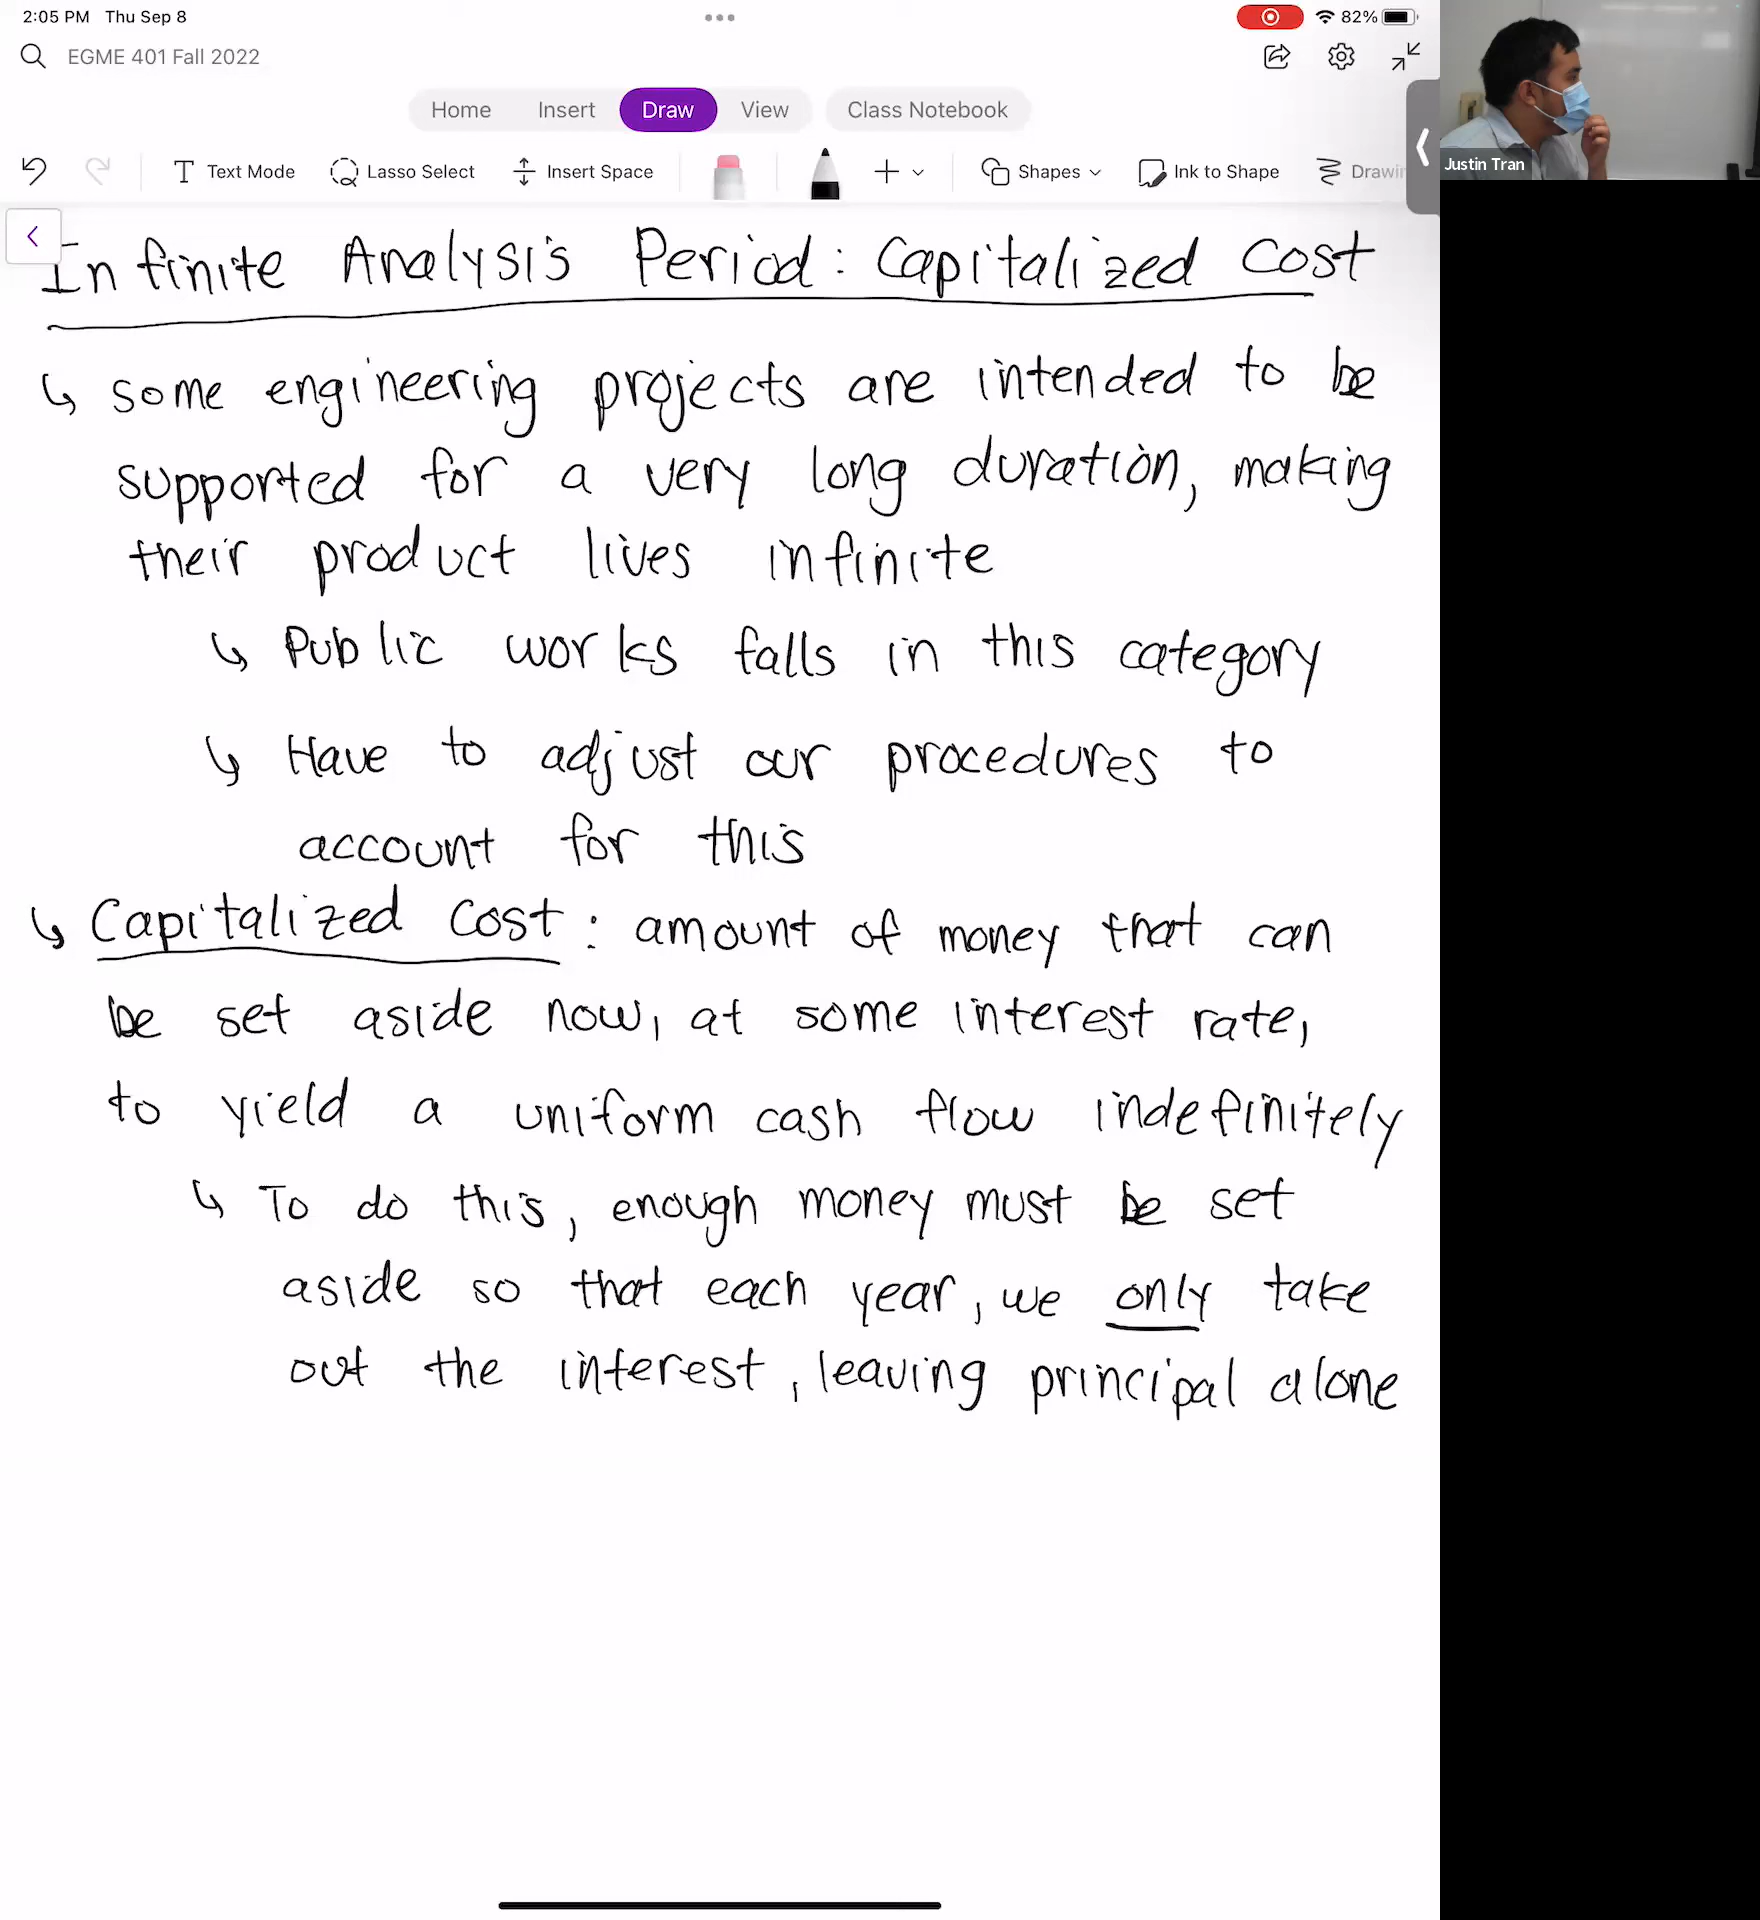 2:05 PM Thu Sep 8
82%
EGME 401 Fall 2022
Home Insert Draw View Class Notebook
Text Mode Lasso Select Insert Space Shapes Ink to Shape Drawi
Justin Tran
Infinite Analysis Period: Capitalized Cost
↳ some engineering projects are intended to be
supported for a very long duration, making
their product lives infinite
↳ Public works falls in this category
↳ Have to adjust our procedures to
account for this
↳ Capitalized Cost: amount of money that can
be set aside now, at some interest rate,
to yield a uniform cash flow indefinitely
↳ To do this, enough money must be set
aside so that each year, we only take
out the interest, leaving principal alone